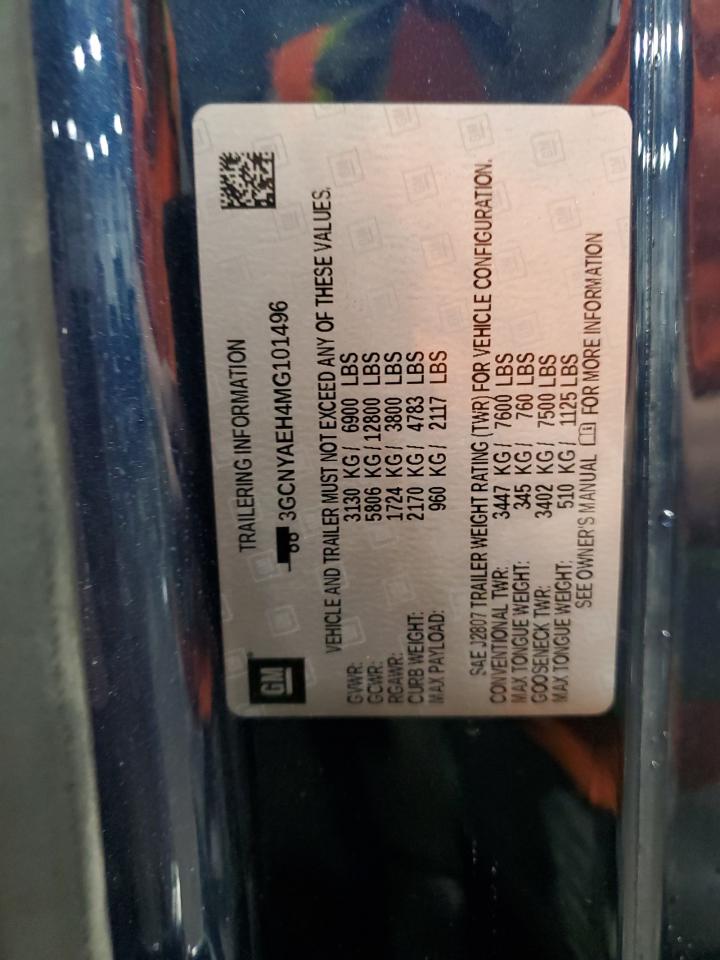 GM
TRAILERING INFORMATION
3GCNYAEH4MG101496
VEHICLE AND TRAILER MUST NOT EXCEED ANY OF THESE VALUES.
GVWR: 3130 KG / 6900 LBS
GCWR: 5806 KG / 12800 LBS
RGAWR: 1724 KG / 3800 LBS
CURB WEIGHT: 2170 KG / 4783 LBS
MAX PAYLOAD: 960 KG / 2117 LBS
SAE J2807 TRAILER WEIGHT RATING (TWR) FOR VEHICLE CONFIGURATION.
CONVENTIONAL TWR: 3447 KG / 7600 LBS
MAX TONGUE WEIGHT: 345 KG / 760 LBS
GOOSENECK TWR: 3402 KG / 7500 LBS
MAX TONGUE WEIGHT: 510 KG / 1125 LBS
SEE OWNER'S MANUAL FOR MORE INFORMATION